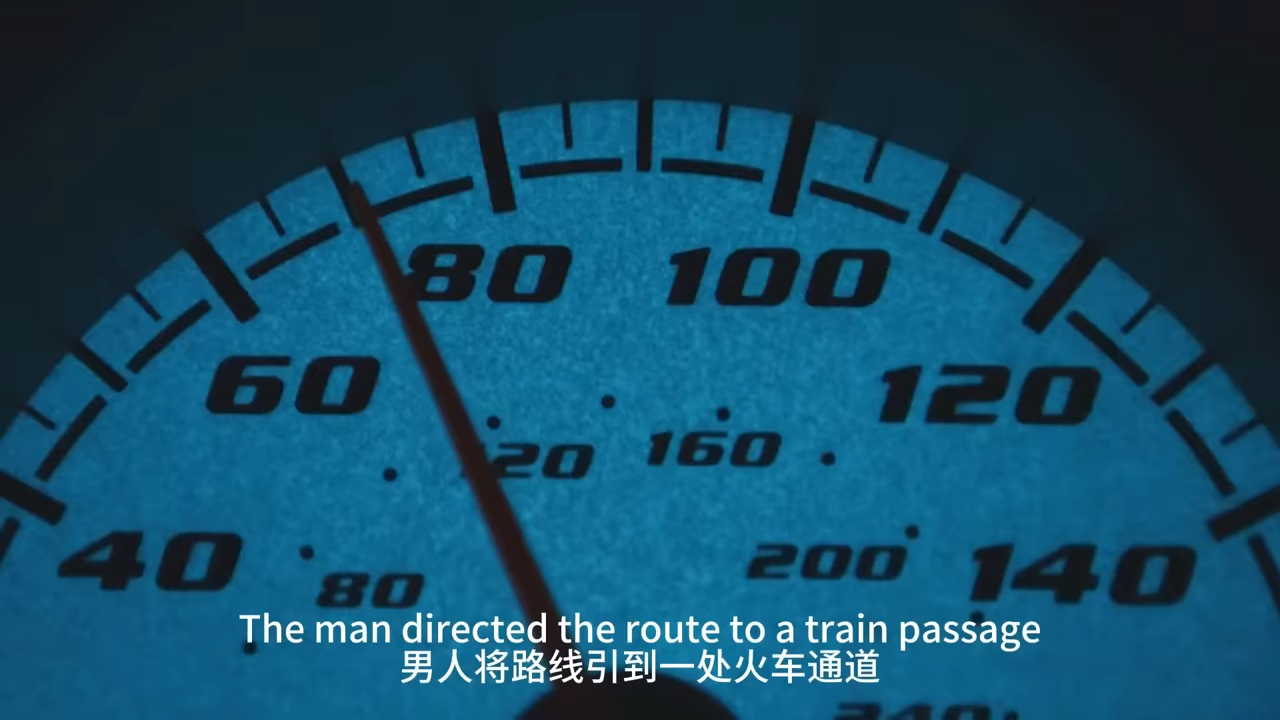 80 100
60 120
120 160
40 80 200 140
The man directed the route to a train passage
男人将路线引到一处火车通道